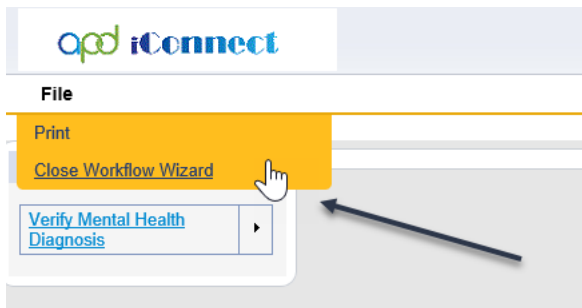 apd iConnect
File
Print
Close Workflow Wizard
Verify Mental Health
Diagnosis